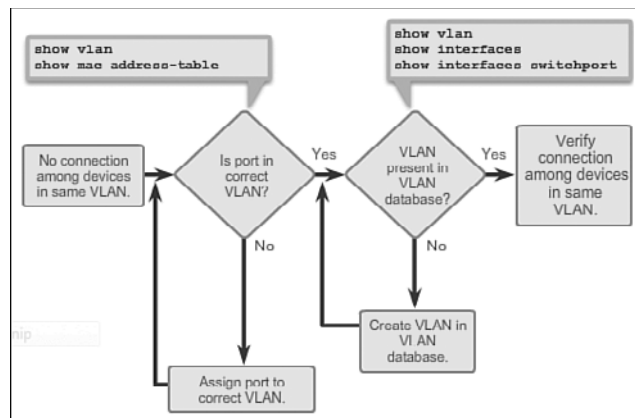 show vlan
show mac address-table
show vlan
show interfaces
show interfaces switchport
No connection
among devices
in same VLAN.
Is port in
correct
VLAN?
Yes
VLAN
present in
VLAN
database?
Yes
Verify
connection
among devices
in same
VLAN.
No
No
Create VLAN in
VLAN
database.
Assign port to
correct VLAN.